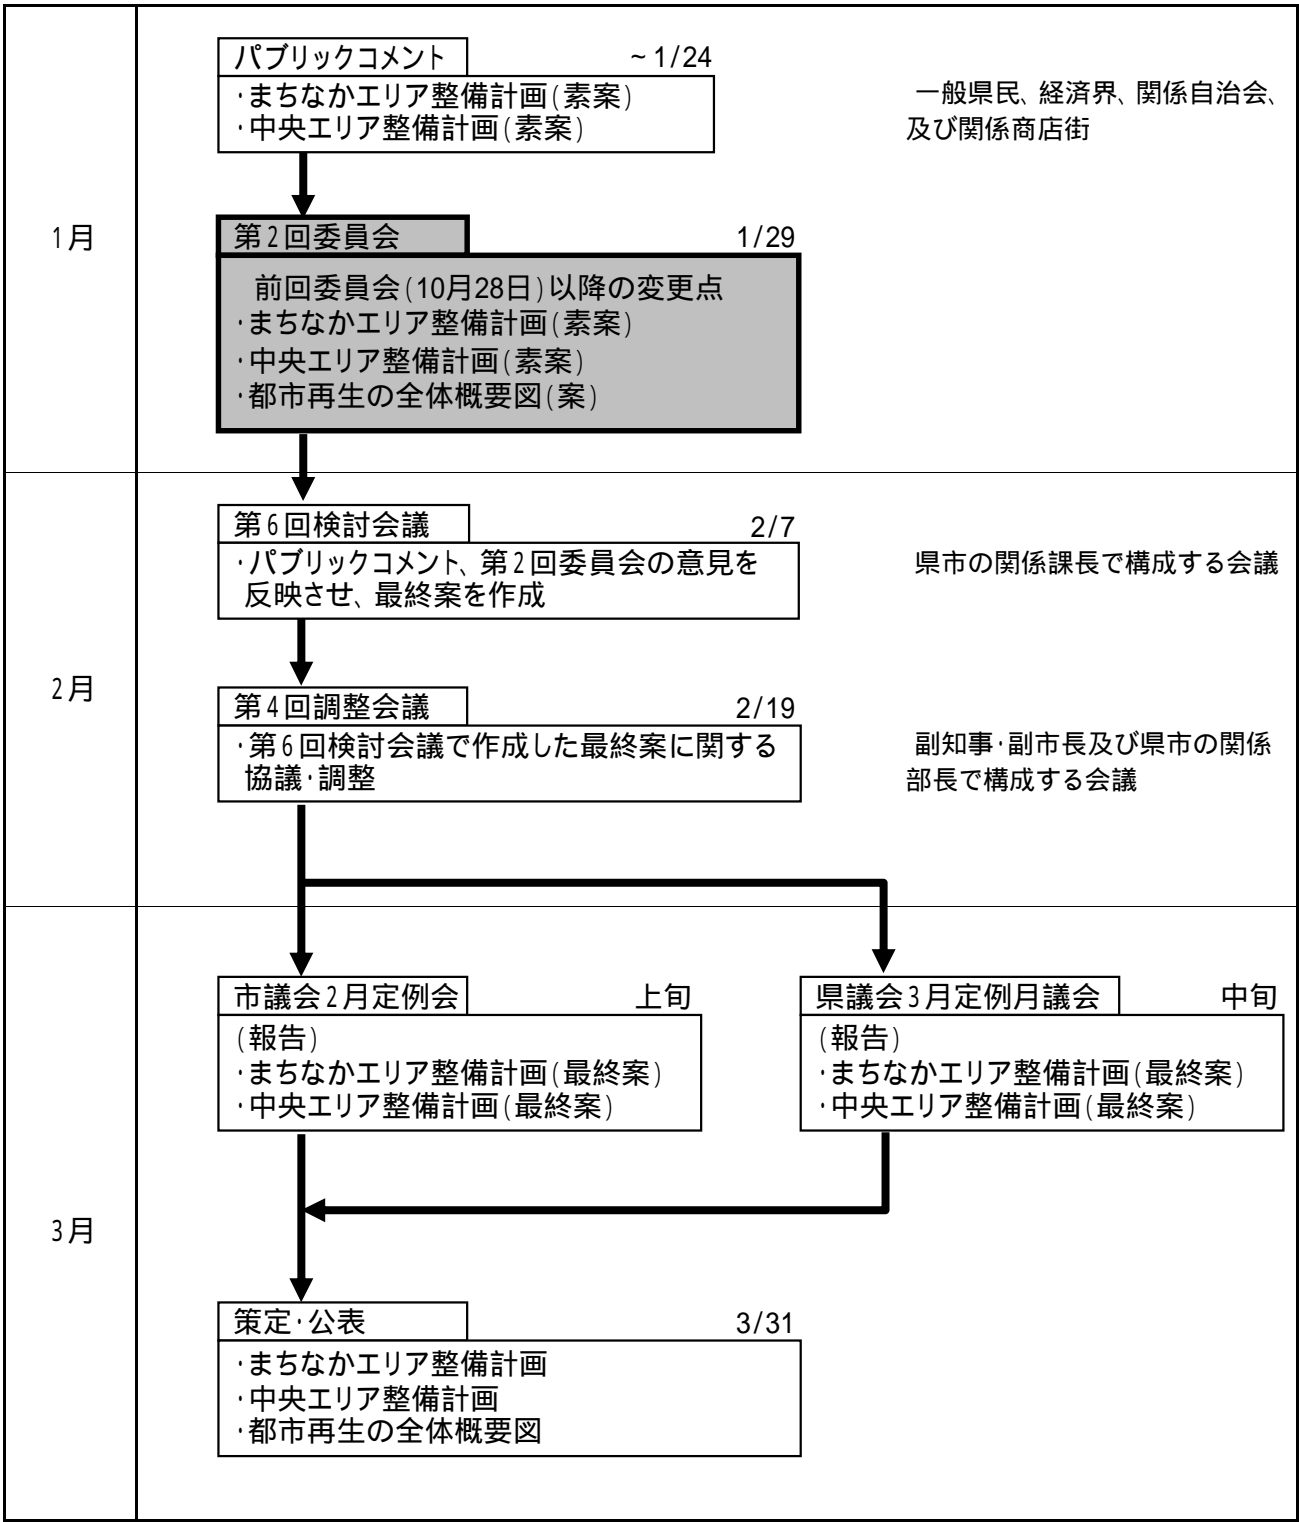 1月
パブリックコメント
~1/24
・まちなかエリア整備計画(素案)
・中央エリア整備計画(素案)
一般県民、経済界、関係自治会、
及び関係商店街
第2回委員会
1/29
前回委員会(10月28日)以降の変更点
・まちなかエリア整備計画(素案)
・中央エリア整備計画(素案)
・都市再生の全体概要図(案)
2月
第6回検討会議
2/7
・パブリックコメント、第2回委員会の意見を
反映させ、最終案を作成
県市の関係課長で構成する会議
第4回調整会議
2/19
・第6回検討会議で作成した最終案に関する
協議・調整
副知事・副市長及び県市の関係
部長で構成する会議
3月
市議会2月定例会
上旬
(報告)
・まちなかエリア整備計画(最終案)
・中央エリア整備計画(最終案)
県議会3月定例月議会
中旬
(報告)
・まちなかエリア整備計画(最終案)
・中央エリア整備計画(最終案)
策定・公表
3/31
・まちなかエリア整備計画
・中央エリア整備計画
・都市再生の全体概要図